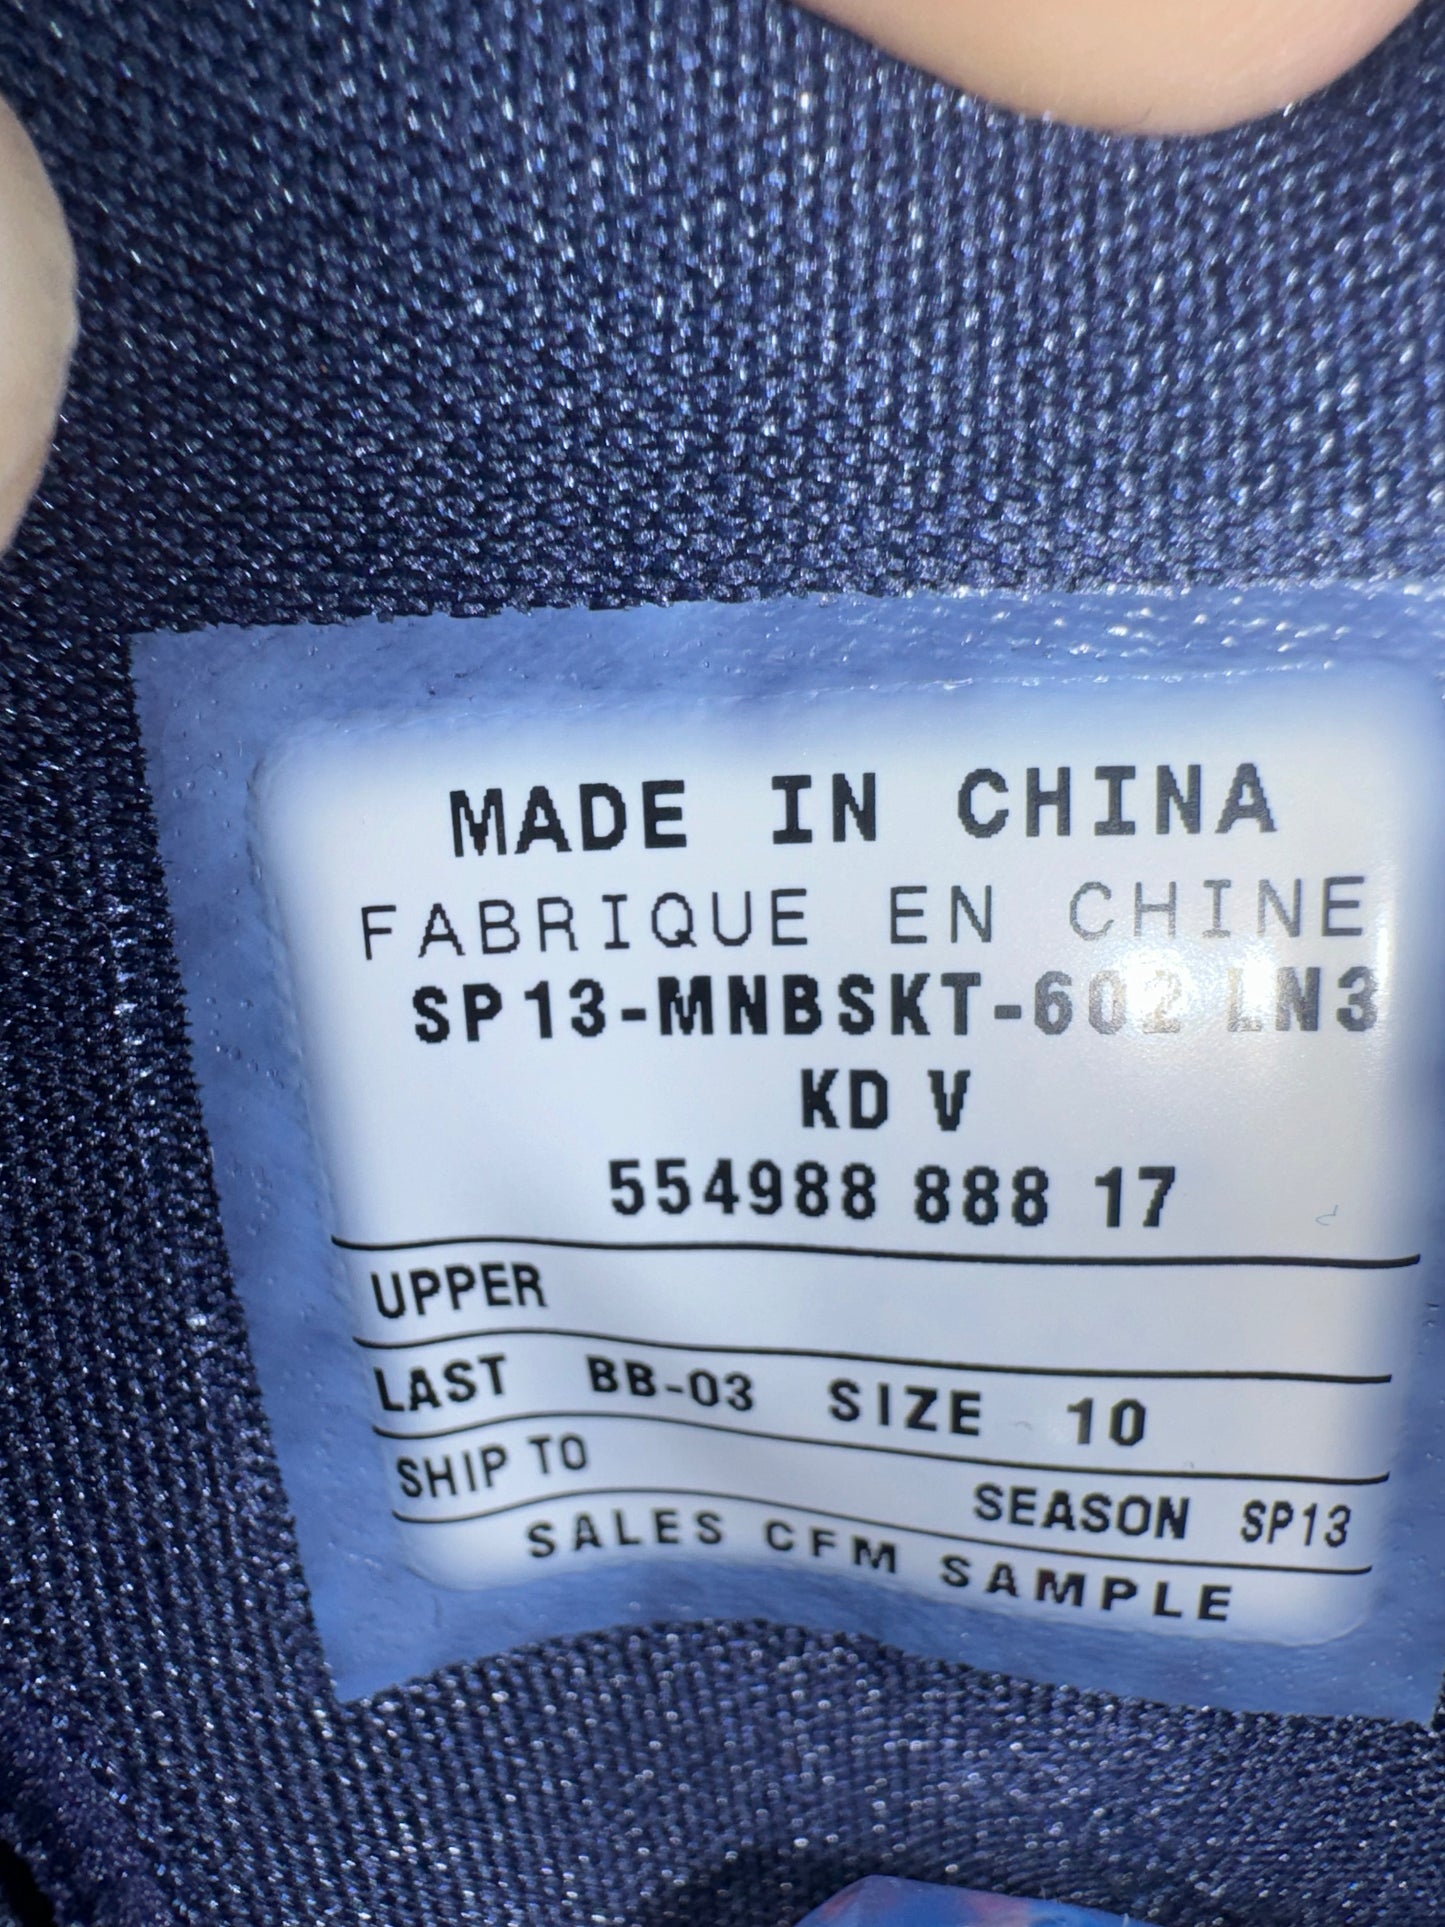 MADE IN CHINA
FABRIQUE EN CHINE
SP13-MNBSKT-602 LN3
KD V
554988 888 17
UPPER
LAST BB-03 SIZE 10
SHIP TO SEASON SP13
SALES CFM SAMPLE